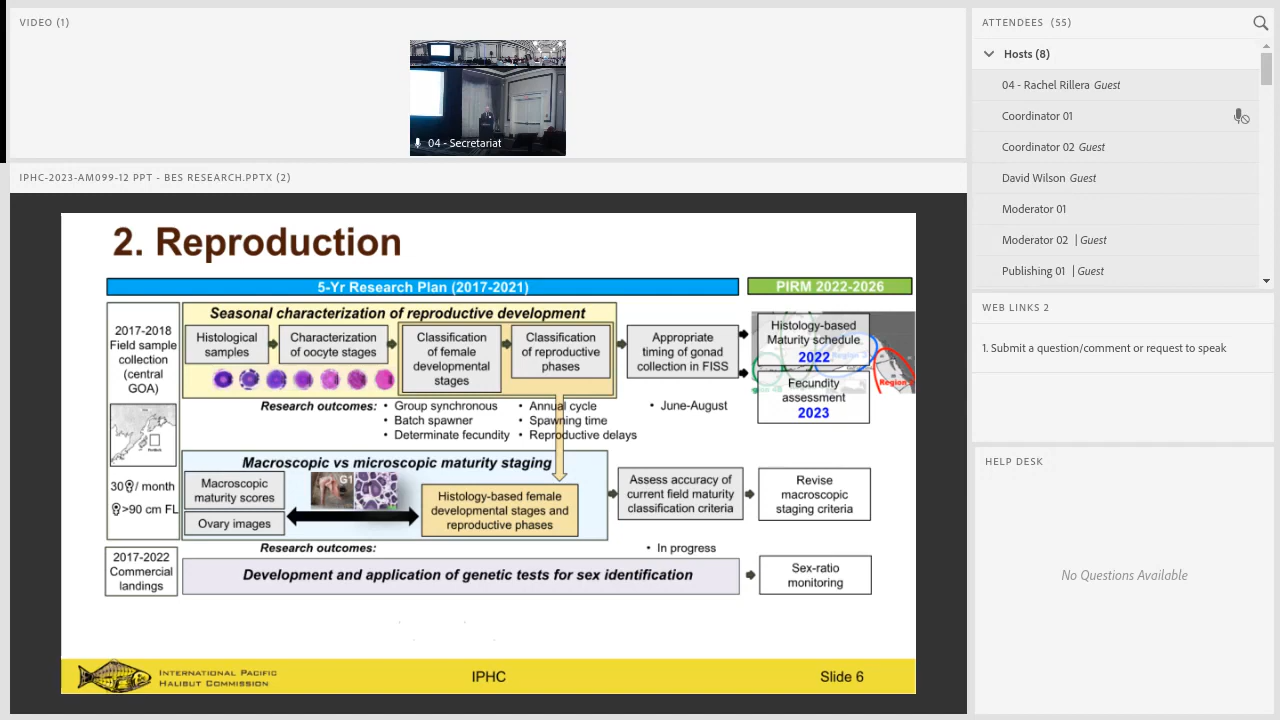 VIDEO (1)
04 - Secretariat
IPHC-2023-AM099-12 PPT - BES RESEARCH.PPTX (2)
2. Reproduction
5-Yr Research Plan (2017-2021)
PIRM 2022-2026
2017-2018
Field sample
collection
(central
GOA)
30♀/ month
♀>90 cm FL
Seasonal characterization of reproductive development
Histological
samples
Characterization
of oocyte stages
Classification
of female
developmental
stages
Classification
of reproductive
phases
Appropriate
timing of gonad
collection in FISS
Histology-based
Maturity schedule
2022
Fecundity
assessment
2023
Region
Research outcomes:
• Group synchronous
• Batch spawner
• Determinate fecundity
• Annual cycle
• Spawning time
• Reproductive delays
• June-August
Macroscopic vs microscopic maturity staging
Macroscopic
maturity scores
Ovary images
G1
Histology-based female
developmental stages and
reproductive phases
Assess accuracy of
current field maturity
classification criteria
Revise
macroscopic
staging criteria
Research outcomes:
• In progress
2017-2022
Commercial
landings
Development and application of genetic tests for sex identification
Sex-ratio
monitoring
INTERNATIONAL PACIFIC
HALIBUT COMMISSION
IPHC
Slide 6
ATTENDEES (55)
Hosts (8)
04 - Rachel Rillera Guest
Coordinator 01
Coordinator 02 Guest
David Wilson Guest
Moderator 01
Moderator 02 | Guest
Publishing 01 | Guest
WEB LINKS 2
1. Submit a question/comment or request to speak
HELP DESK
No Questions Available